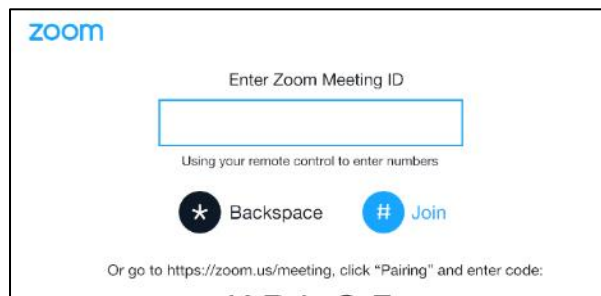 zoom
Enter Zoom Meeting ID
Using your remote control to enter numbers
* Backspace # Join
Or go to https://zoom.us/meeting, click “Pairing” and enter code: